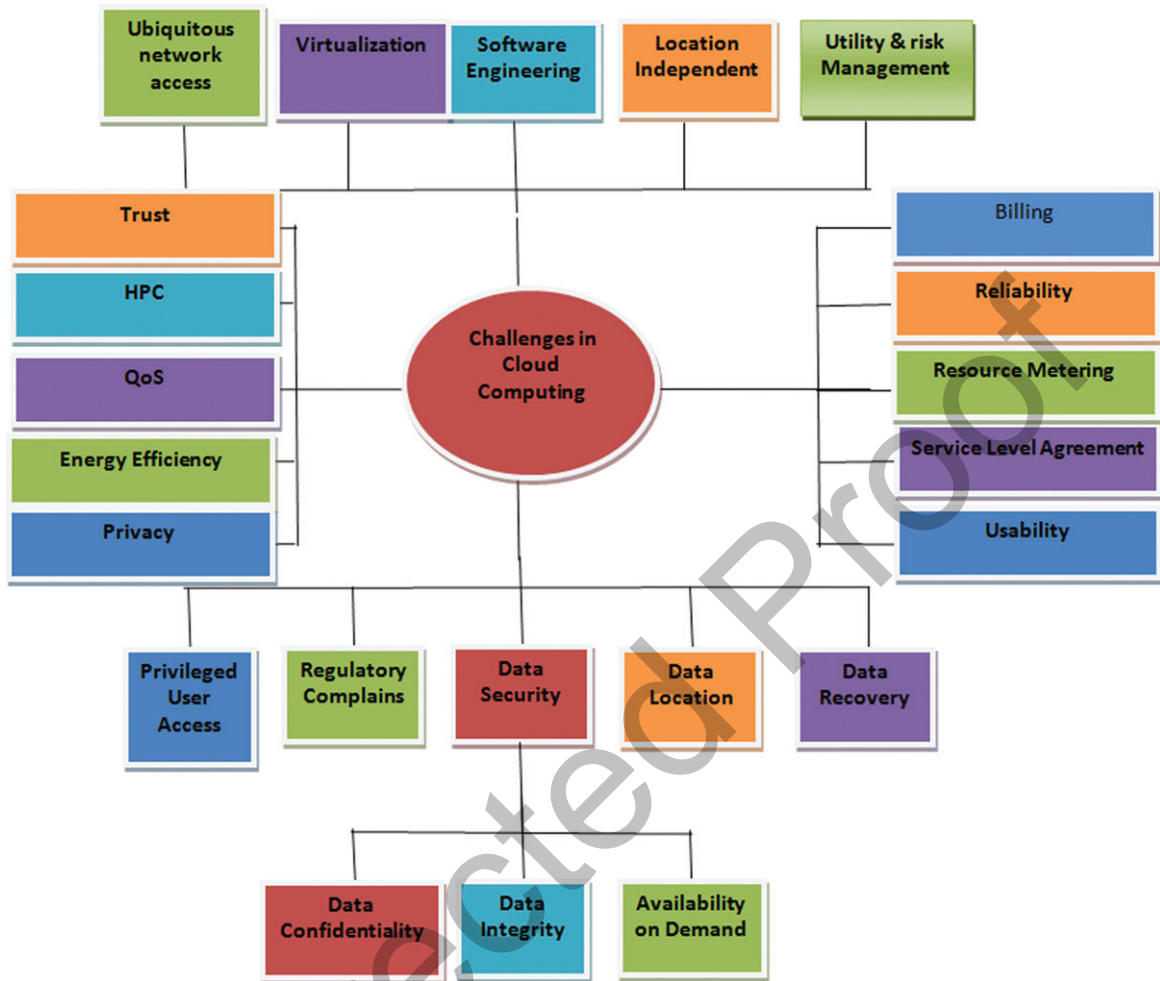 Ubiquitous
network
access
Virtualization
Software
Engineering
Location
Independent
Utility & risk
Management
Trust
HPC
QoS
Energy Efficiency
Privacy
Challenges in
Cloud
Computing
Billing
Reliability
Resource Metering
Service Level Agreement
Usability
Privileged
User
Access
Regulatory
Complains
Data
Security
Data
Location
Data
Recovery
Data
Confidentiality
Data
Integrity
Availability
on Demand
ected Proof